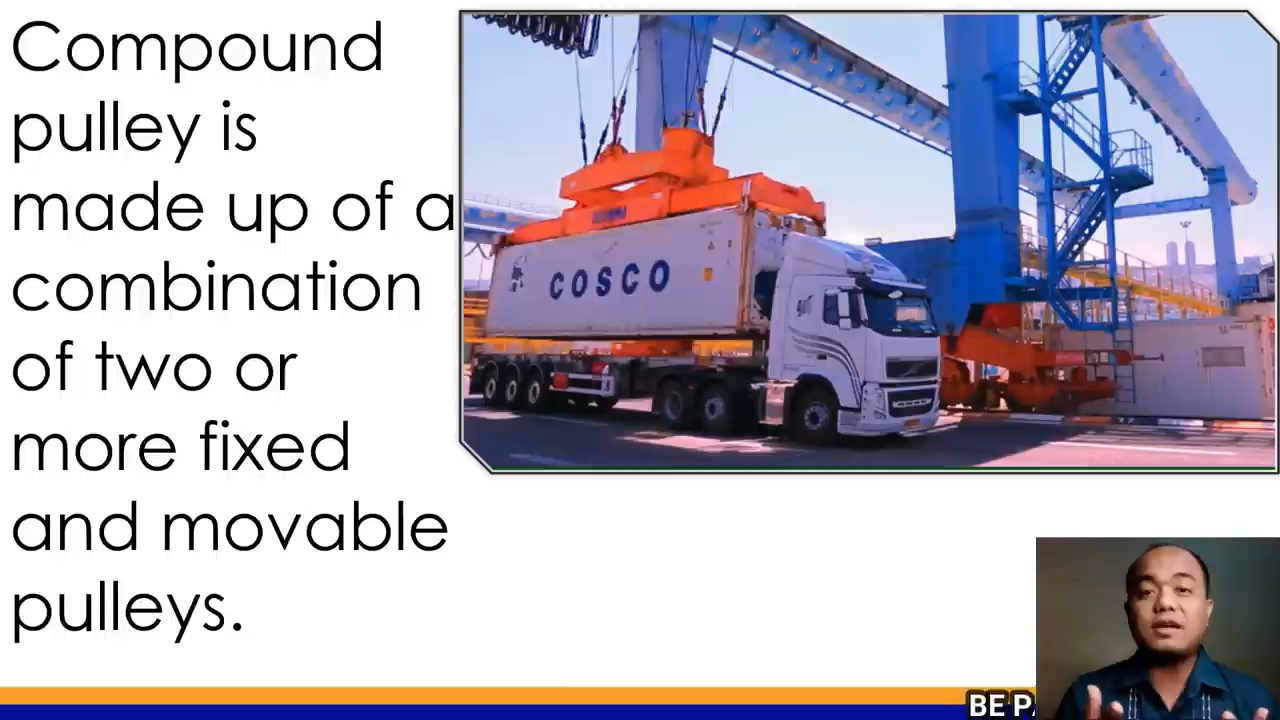 Compound
pulley is
made up of a
combination
of two or
more fixed
and movable
pulleys.
COSCO
BE